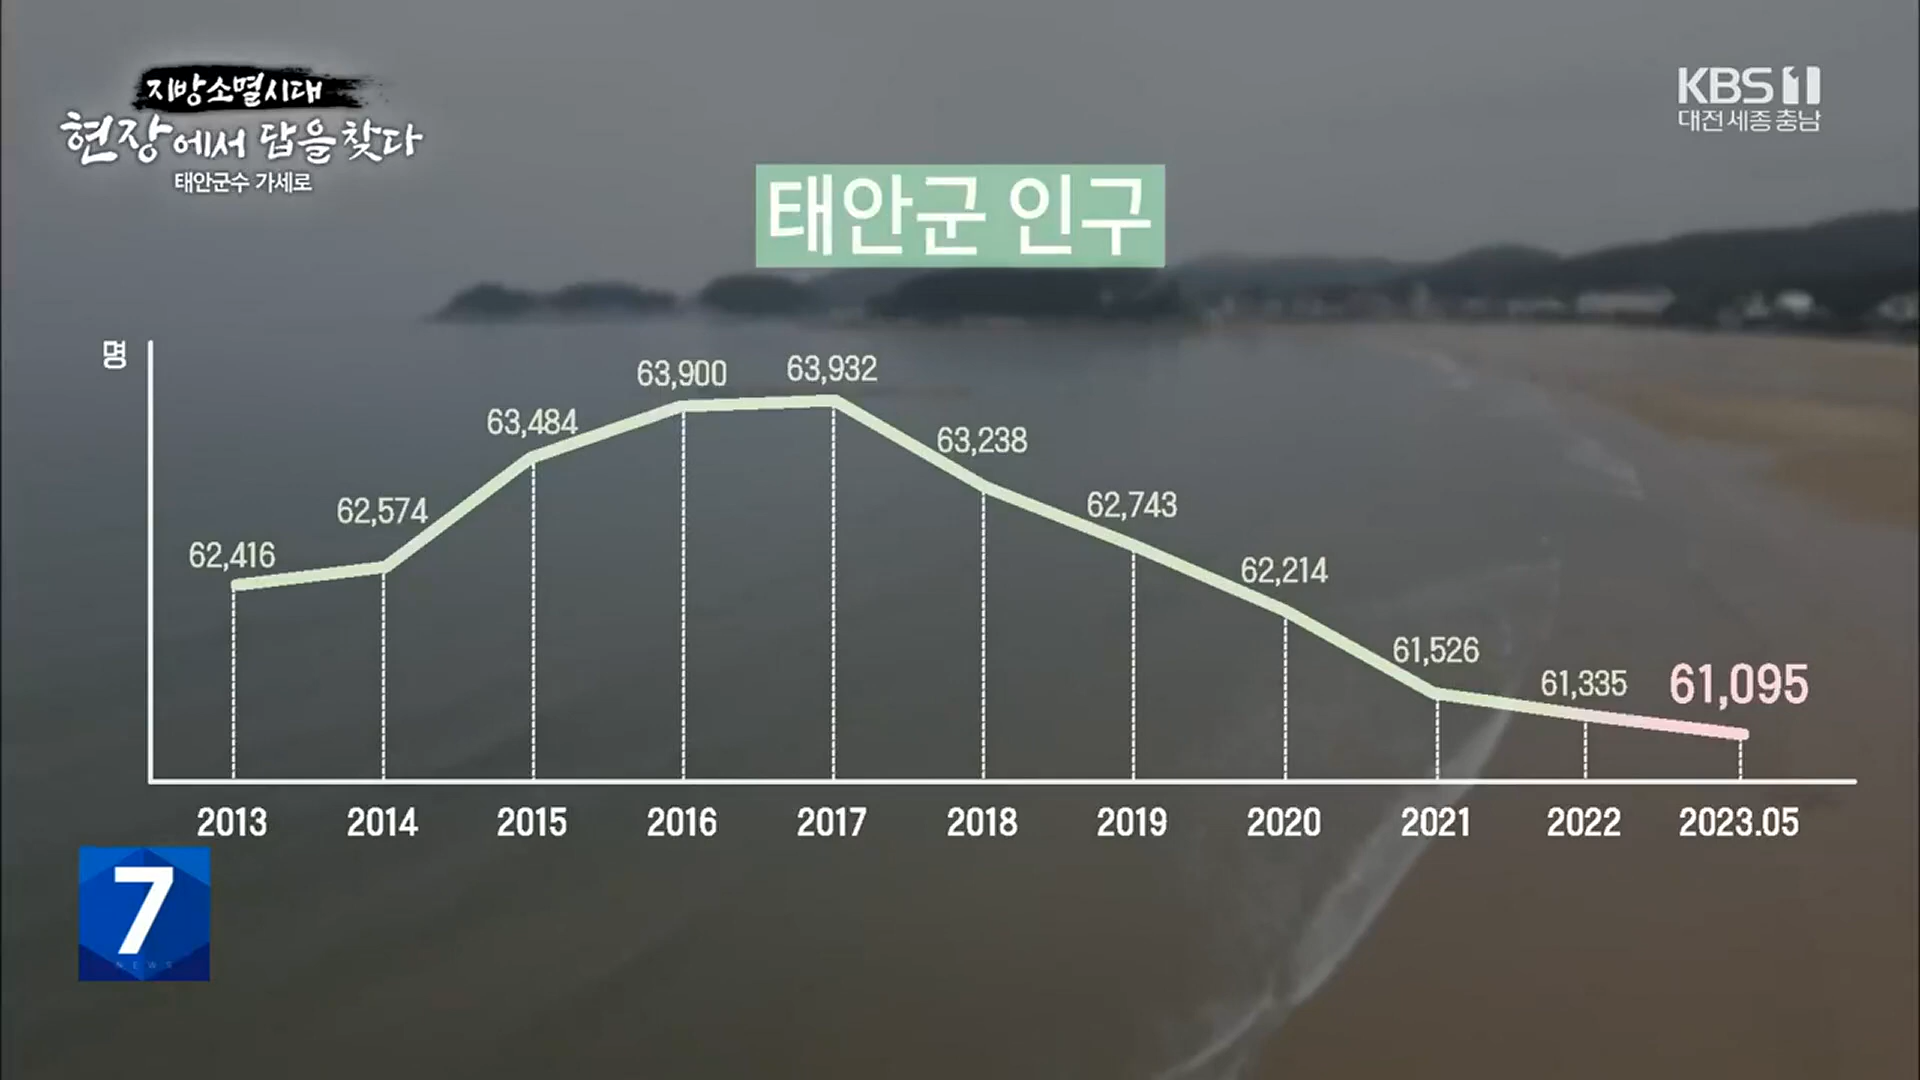 지방소멸시대
현장에서 답을 찾다
태안군수 가세로
KBS 1
대전 세종 충남
태안군 인구
명
62,416
62,574
63,484
63,900
63,932
63,238
62,743
62,214
61,526
61,335
61,095
2013 2014 2015 2016 2017 2018 2019 2020 2021 2022 2023.05
7
NEWS